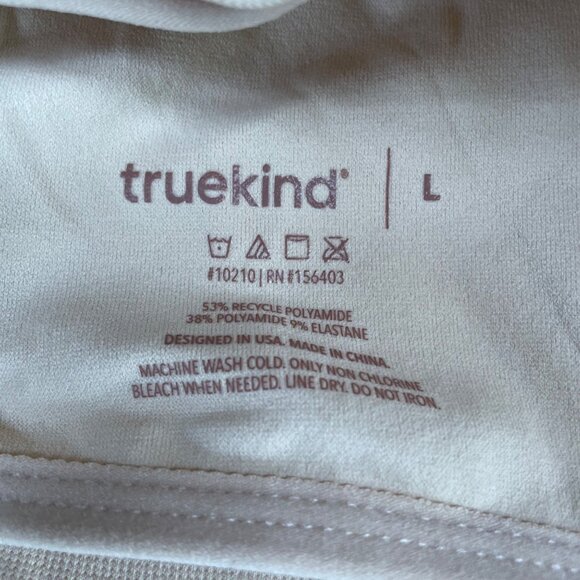 truekind® | L
#10210 | RN #156403
53% RECYCLE POLYAMIDE
38% POLYAMIDE 9% ELASTANE
DESIGNED IN USA. MADE IN CHINA.
MACHINE WASH COLD. ONLY NON CHLORINE
BLEACH WHEN NEEDED. LINE DRY. DO NOT IRON.